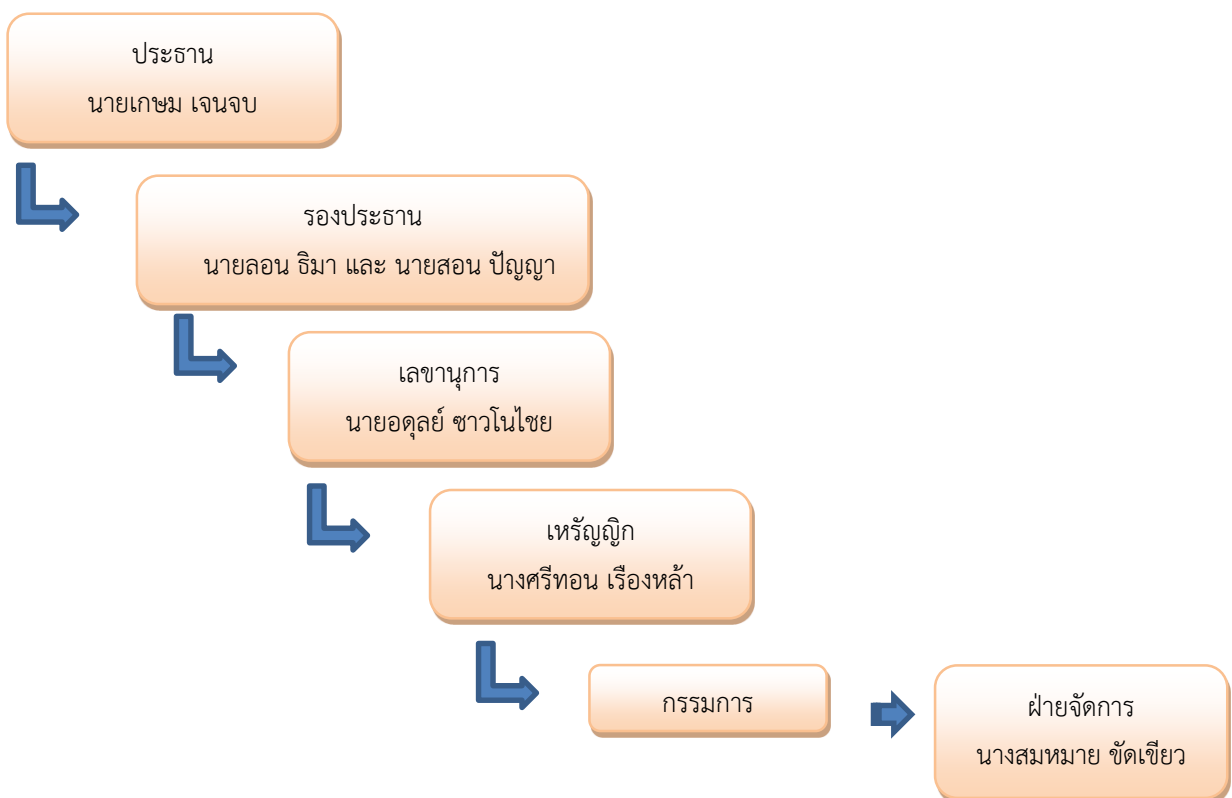 ประธาน
นายเกษม เจนจบ
รองประธาน
นายลอน ธิมา และ นายสอน ปัญญา
เลขานุการ
นายอดุลย์ ซาวโนไชย
เหรัญญิก
นางศรีทอน เรืองหล้า
กรรมการ
ฝ่ายจัดการ
นางสมหมาย ขัดเขียว